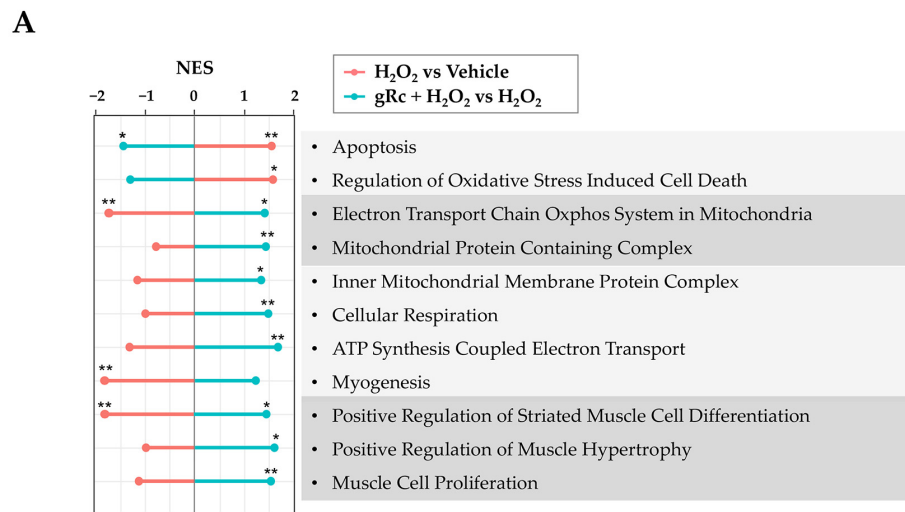 A
NES
−2 −1 0 1 2
H₂O₂ vs Vehicle
gRc + H₂O₂ vs H₂O₂
* **
• Apoptosis
*
• Regulation of Oxidative Stress Induced Cell Death
** *
• Electron Transport Chain Oxphos System in Mitochondria
**
• Mitochondrial Protein Containing Complex
*
• Inner Mitochondrial Membrane Protein Complex
**
• Cellular Respiration
**
• ATP Synthesis Coupled Electron Transport
**
• Myogenesis
** *
• Positive Regulation of Striated Muscle Cell Differentiation
*
• Positive Regulation of Muscle Hypertrophy
**
• Muscle Cell Proliferation